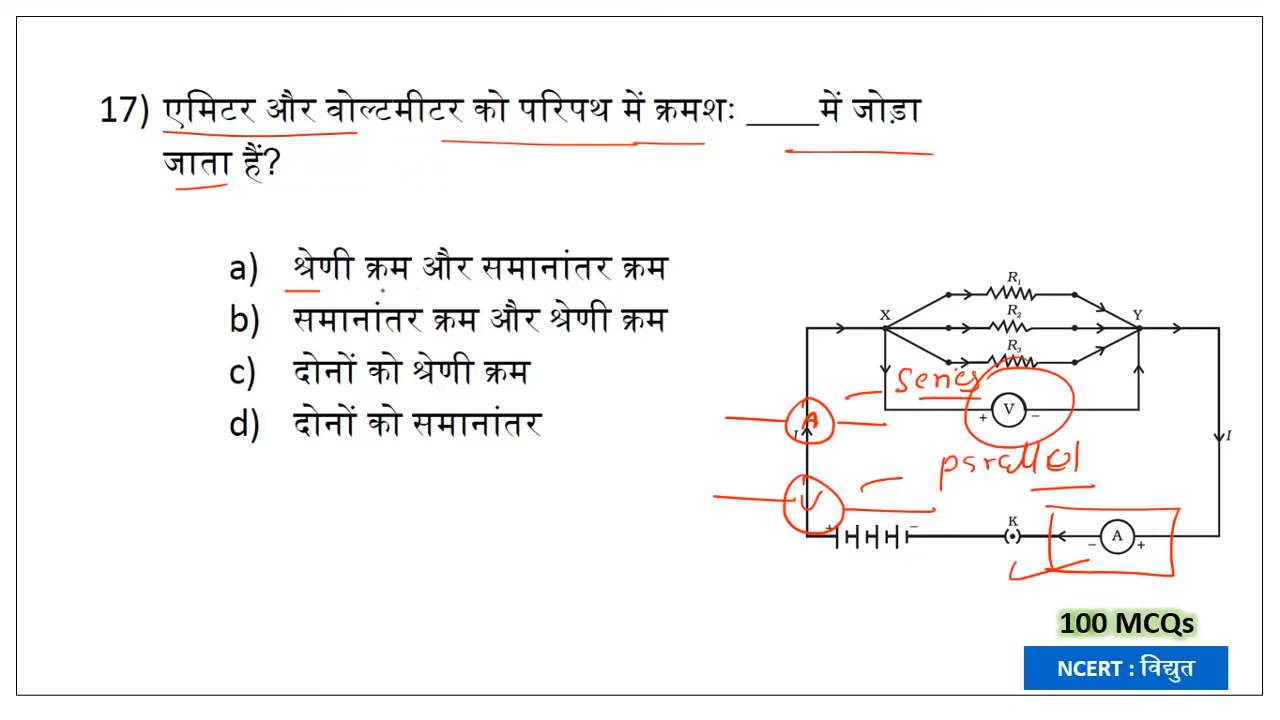 17) एमिटर और वोल्टमीटर को परिपथ में क्रमशः ____में जोड़ा
जाता हैं?
a) श्रेणी क्रम और समानांतर क्रम
b) समानांतर क्रम और श्रेणी क्रम
c) दोनों को श्रेणी क्रम
d) दोनों को समानांतर
R1
X
R2
Y
R3
Series
+ V −
A
I
I
parallel
V
+ −
K
− A +
100 MCQs
NCERT : विद्युत